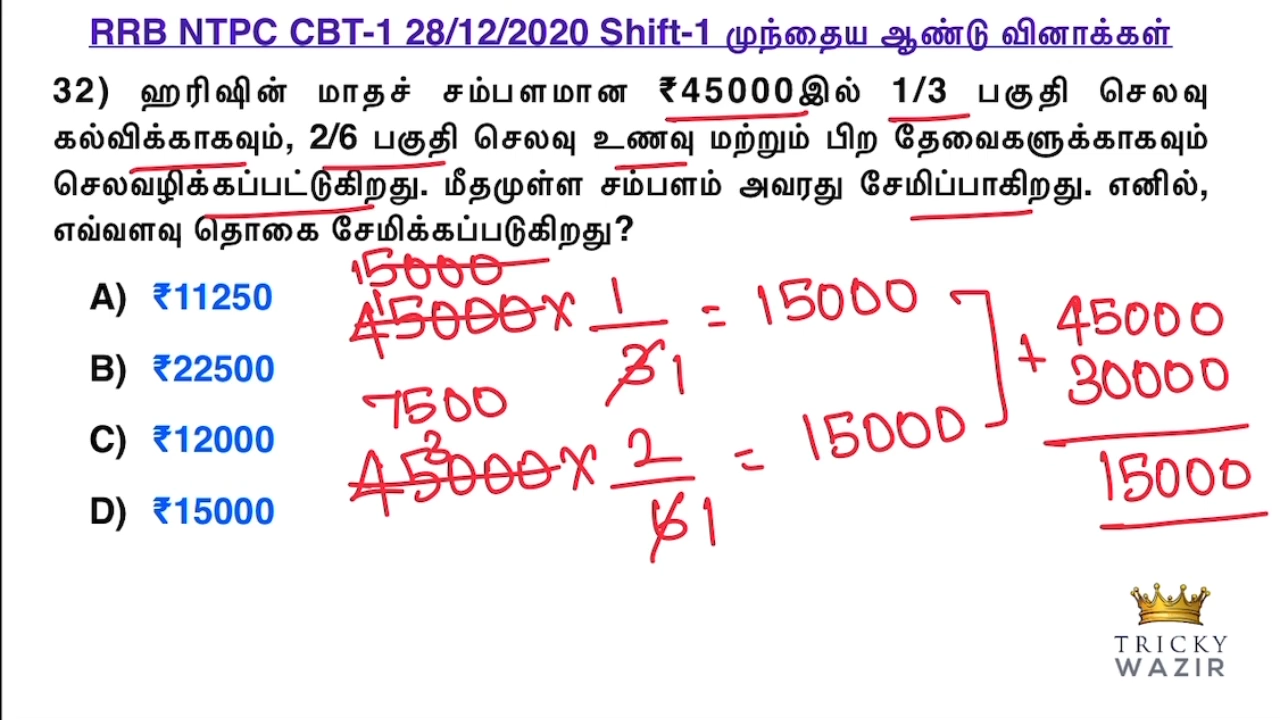 RRB NTPC CBT-1 28/12/2020 Shift-1 முந்தைய ஆண்டு வினாக்கள்
32) ஹரிஷின் மாதச் சம்பளமான ₹45000இல் 1/3 பகுதி செலவு
கல்விக்காகவும், 2/6 பகுதி செலவு உணவு மற்றும் பிற தேவைகளுக்காகவும்
செலவழிக்கப்பட்டுகிறது. மீதமுள்ள சம்பளம் அவரது சேமிப்பாகிறது. எனில்,
எவ்வளவு தொகை சேமிக்கப்படுகிறது?
A) ₹11250
B) ₹22500
C) ₹12000
D) ₹15000
15000
45000 x 1/3 1 = 15000
7500
45000 x 2/6 1 = 15000
45000
+ 30000
15000
TRICKY
WAZIR